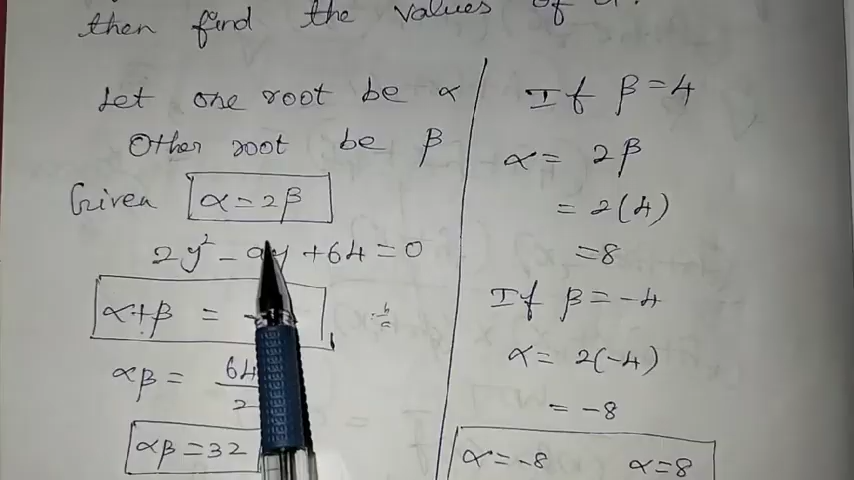 then find the values of a.
Let one root be α
Other root be β
Given α = 2β
2y² - ay + 64 = 0
α+β =
αβ = 64/2
αβ = 32
If β = 4
α = 2β
= 2(4)
= 8
If β = -4
α = 2(-4)
= -8
α = -8 α = 8